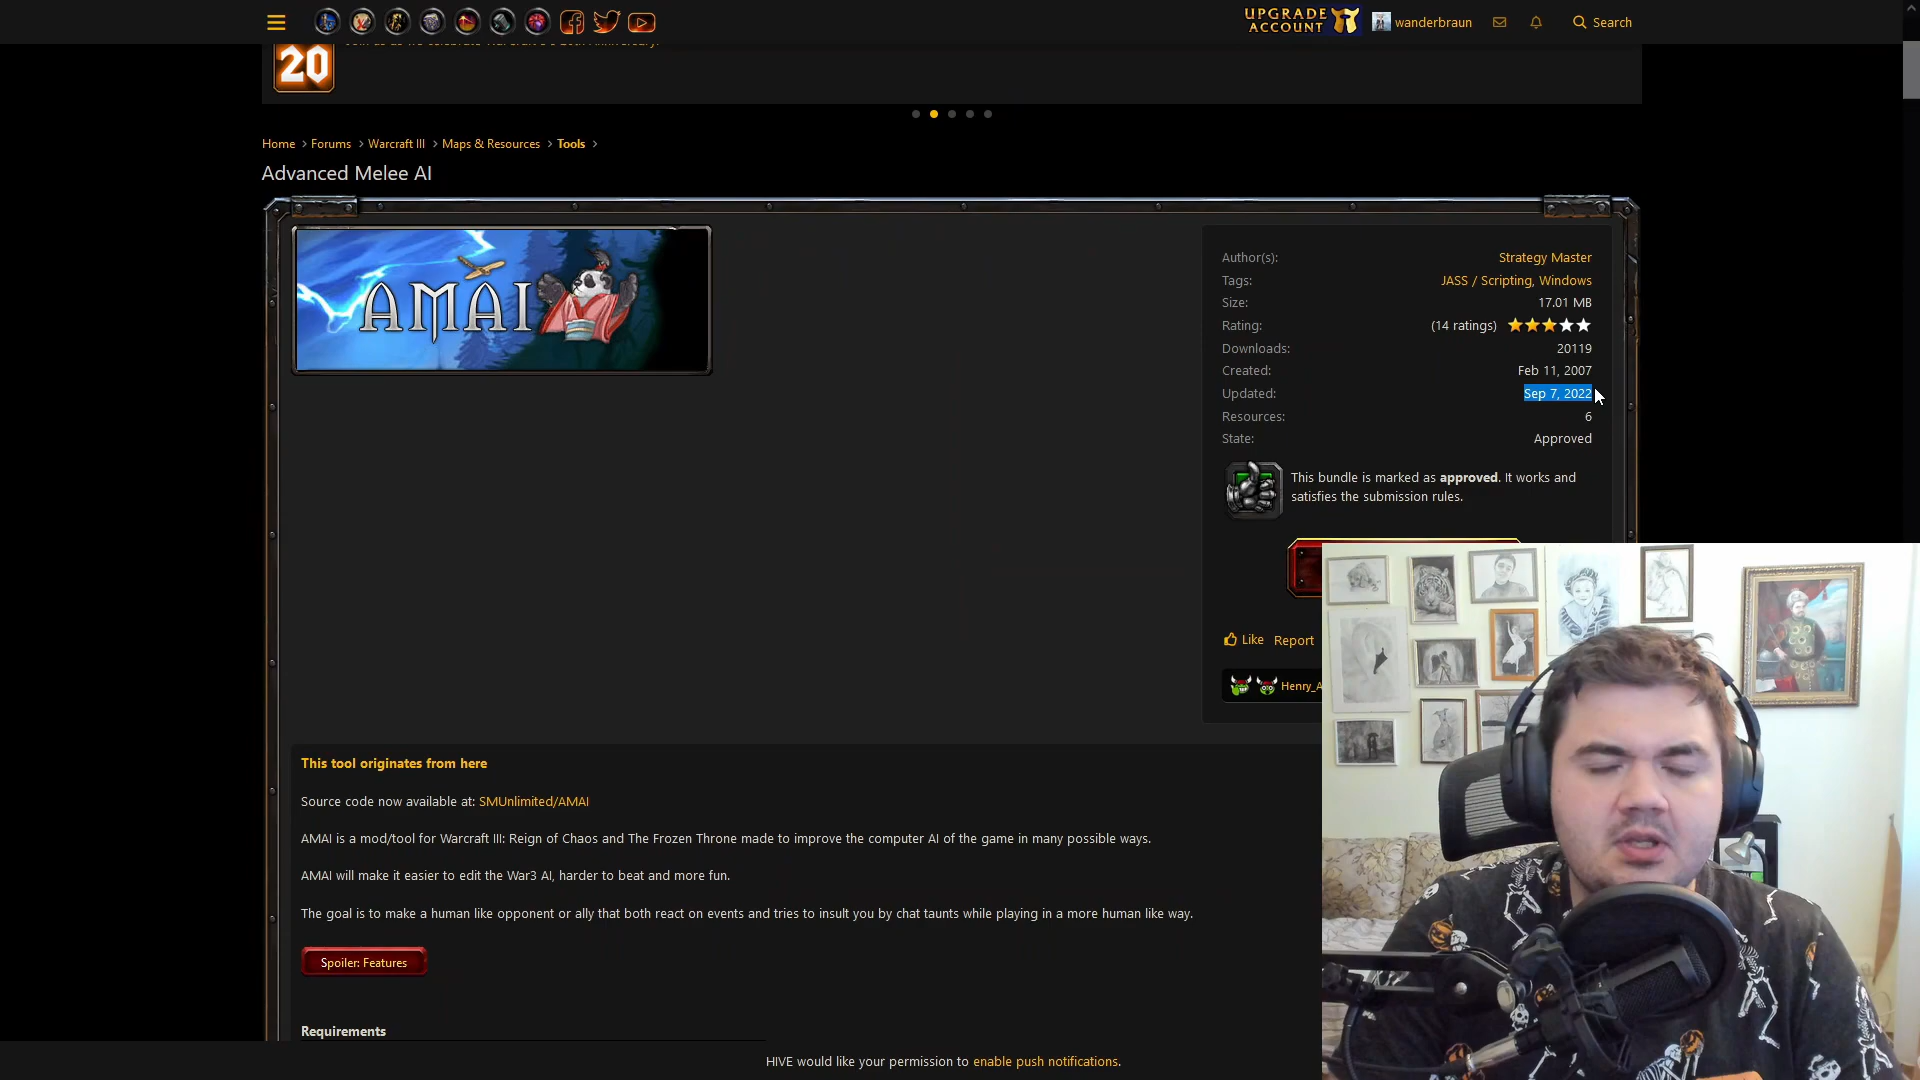 UPGRADE
ACCOUNT
wanderbraun
Search
20
Home > Forums > Warcraft III > Maps & Resources > Tools >
Advanced Melee AI
AMAI
Author(s): Strategy Master
Tags: JASS / Scripting, Windows
Size: 17.01 MB
Rating: (14 ratings)
Downloads: 20119
Created: Feb 11, 2007
Updated: Sep 7, 2022
Resources: 6
State: Approved
This bundle is marked as approved. It works and
satisfies the submission rules.
Like Report
Henry_A
This tool originates from here
Source code now available at: SMUnlimited/AMAI
AMAI is a mod/tool for Warcraft III: Reign of Chaos and The Frozen Throne made to improve the computer AI of the game in many possible ways.
AMAI will make it easier to edit the War3 AI, harder to beat and more fun.
The goal is to make a human like opponent or ally that both react on events and tries to insult you by chat taunts while playing in a more human like way.
Spoiler: Features
Requirements
HIVE would like your permission to enable push notifications.